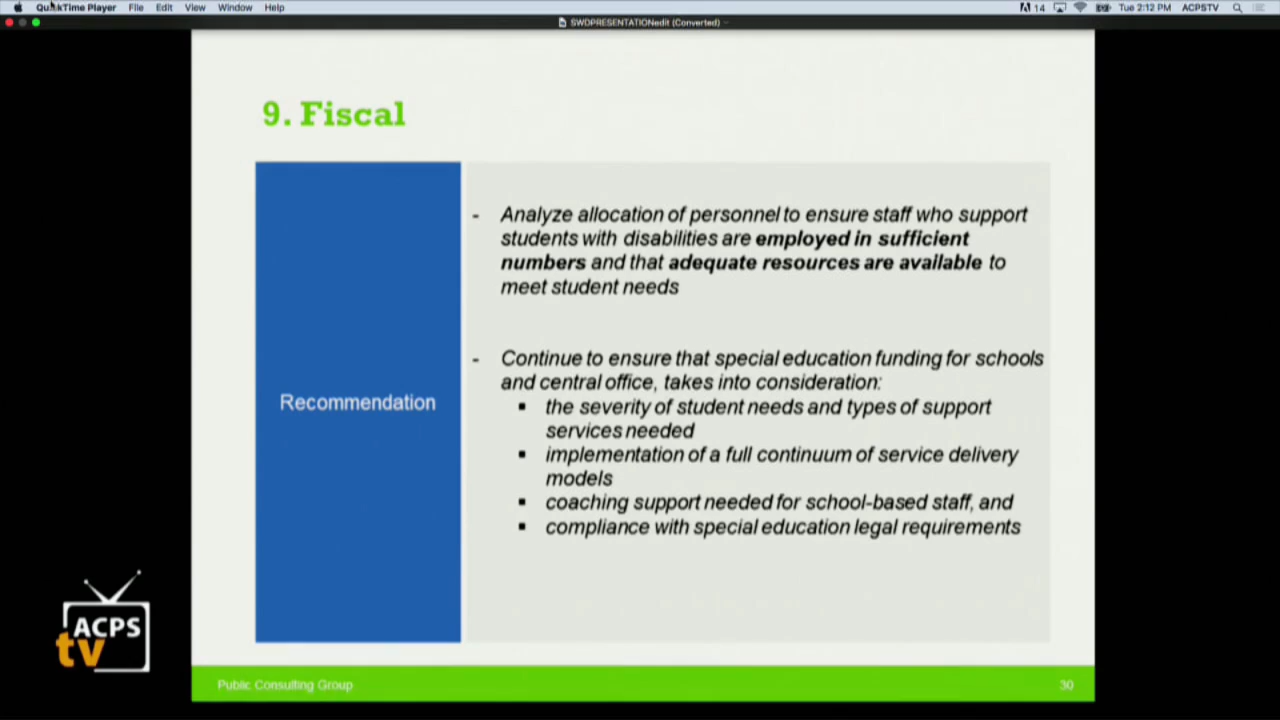 QuickTime Player File Edit View Window Help 14 Tue 2:12 PM ACPSTV
SWDPRESENTATIONedit (Converted)
9. Fiscal
Recommendation
- Analyze allocation of personnel to ensure staff who support
students with disabilities are employed in sufficient
numbers and that adequate resources are available to
meet student needs
- Continue to ensure that special education funding for schools
and central office, takes into consideration:
▪ the severity of student needs and types of support
services needed
▪ implementation of a full continuum of service delivery
models
▪ coaching support needed for school-based staff, and
▪ compliance with special education legal requirements
ACPS
tv
Public Consulting Group 30